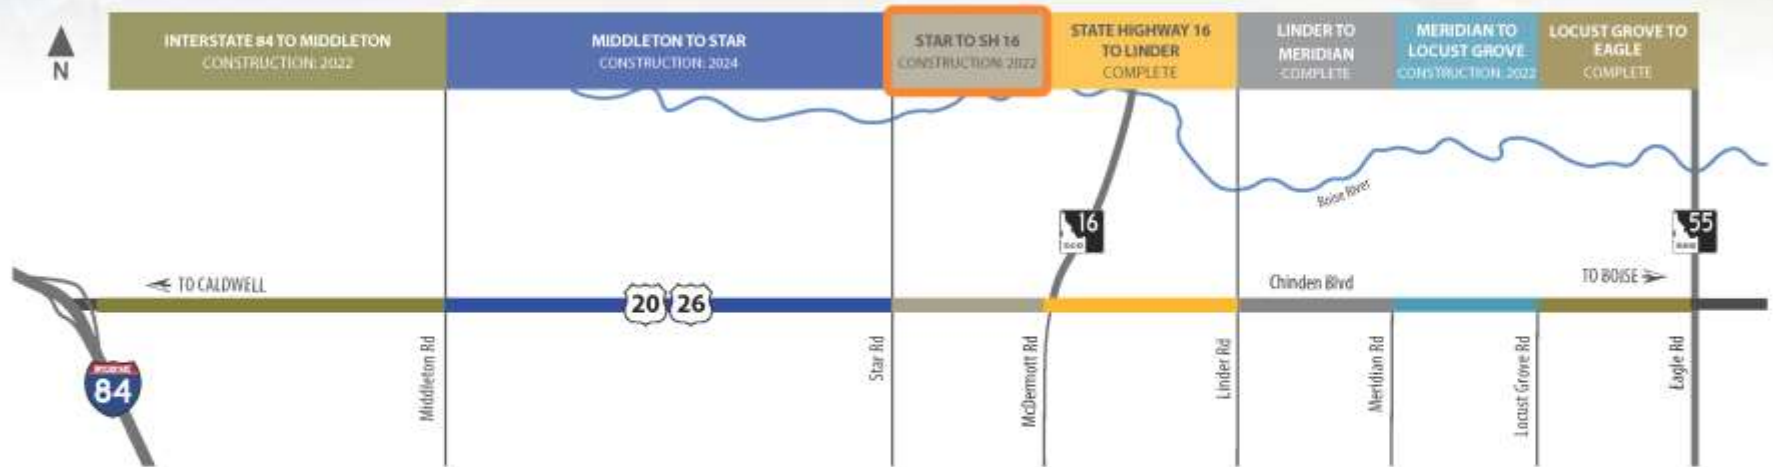 N
INTERSTATE 84 TO MIDDLETON
CONSTRUCTION: 2022
MIDDLETON TO STAR
CONSTRUCTION: 2024
STAR TO SH 16
CONSTRUCTION: 2022
STATE HIGHWAY 16
TO LINDER
COMPLETE
LINDER TO
MERIDIAN
COMPLETE
MERIDIAN TO
LOCUST GROVE
CONSTRUCTION: 2022
LOCUST GROVE TO
EAGLE
COMPLETE
Boise River
16
55
TO CALDWELL
20
26
Chinden Blvd
TO BOISE
84
Middleton Rd
Star Rd
McDermott Rd
Linder Rd
Meridian Rd
Locust Grove Rd
Eagle Rd